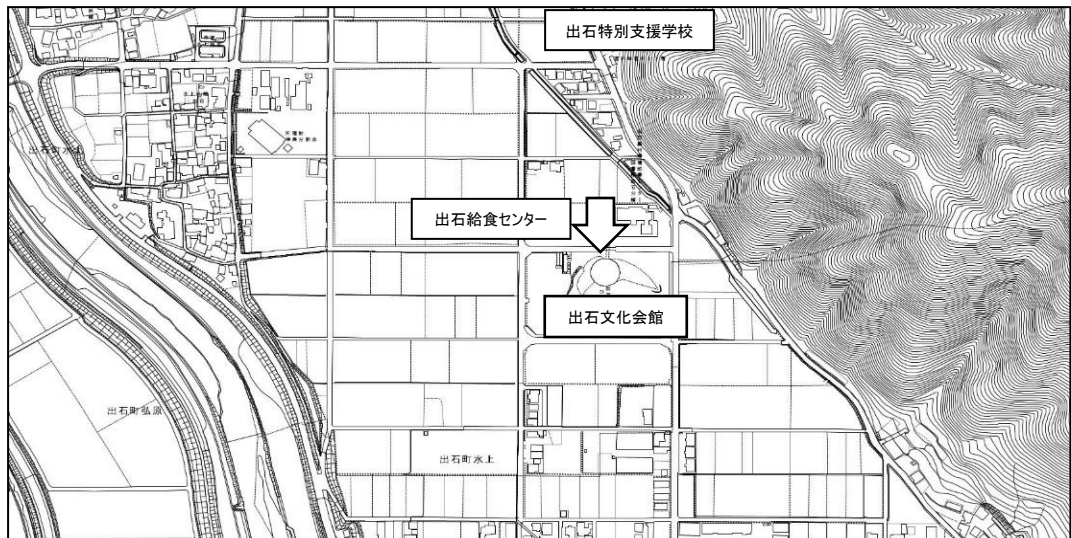 出石特別支援学校
出石給食センター
出石文化会館
出石町弘原
出石町水上